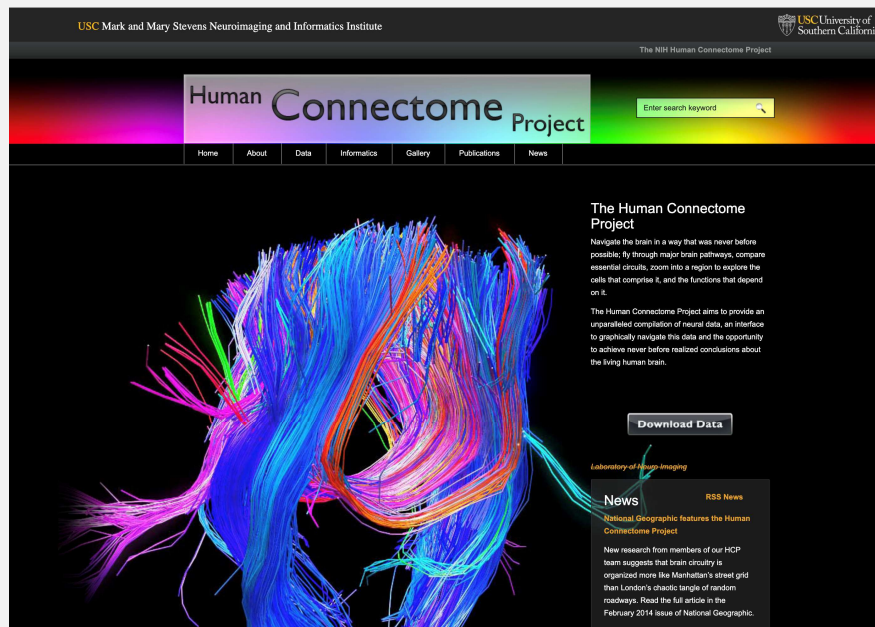 USC Mark and Mary Stevens Neuroimaging and Informatics Institute
USC University of
Southern Californi
The NIH Human Connectome Project
Human Connectome Project
Enter search keyword
Home About Data Informatics Gallery Publications News
The Human Connectome
Project
Navigate the brain in a way that was never before
possible; fly through major brain pathways, compare
essential circuits, zoom into a region to explore the
cells that comprise it, and the functions that depend
on it.
The Human Connectome Project aims to provide an
unparalleled compilation of neural data, an interface
to graphically navigate this data and the opportunity
to achieve never before realized conclusions about
the living human brain.
Download Data
Laboratory of Neuro Imaging
News
RSS News
National Geographic features the Human
Connectome Project
New research from members of our HCP
team suggests that brain circuitry is
organized more like Manhattan's street grid
than London's chaotic tangle of random
roadways. Read the full article in the
February 2014 issue of National Geographic.